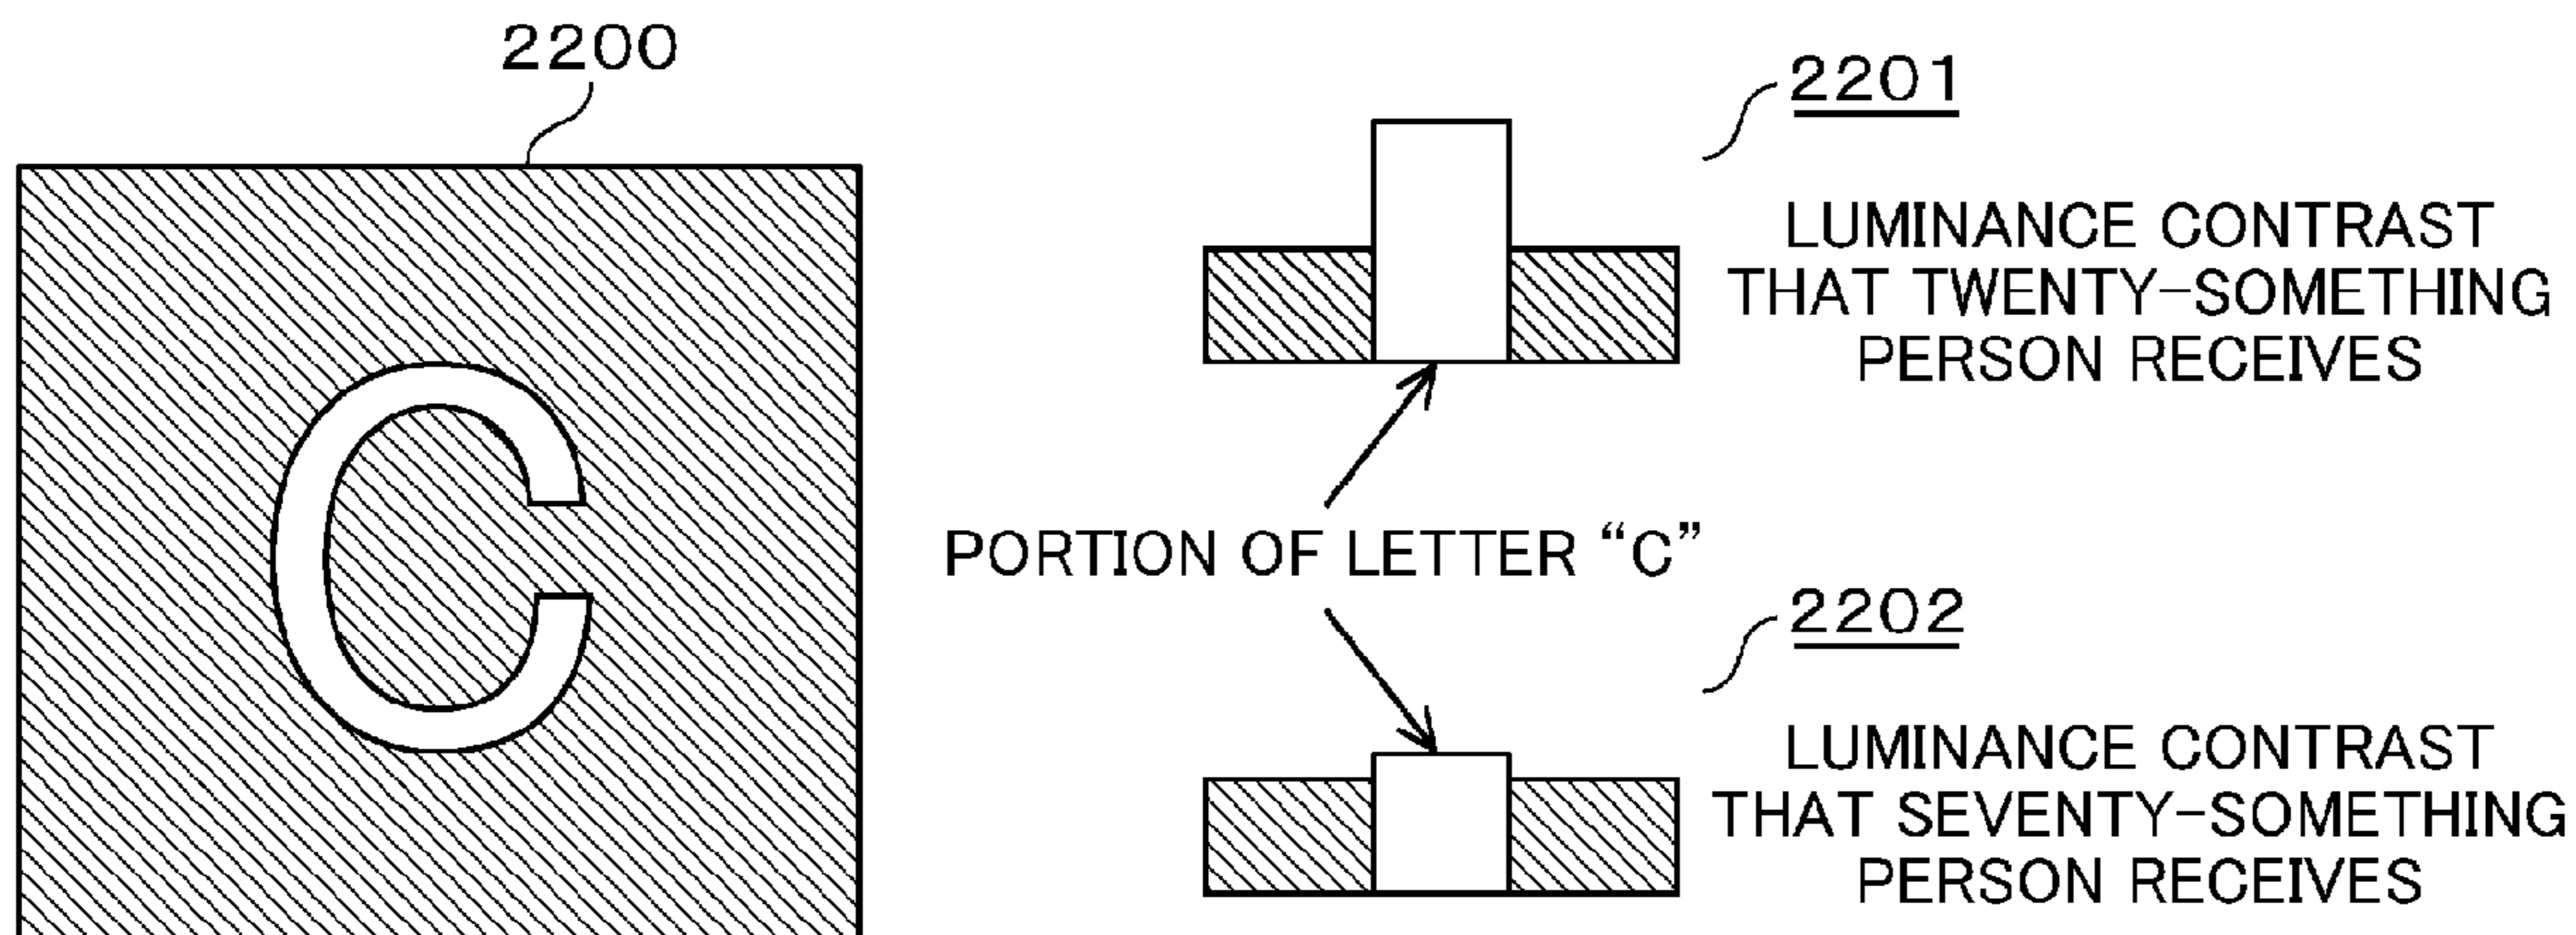 2200
C
2201
LUMINANCE CONTRAST
THAT TWENTY-SOMETHING
PERSON RECEIVES
PORTION OF LETTER “C”
2202
LUMINANCE CONTRAST
THAT SEVENTY-SOMETHING
PERSON RECEIVES